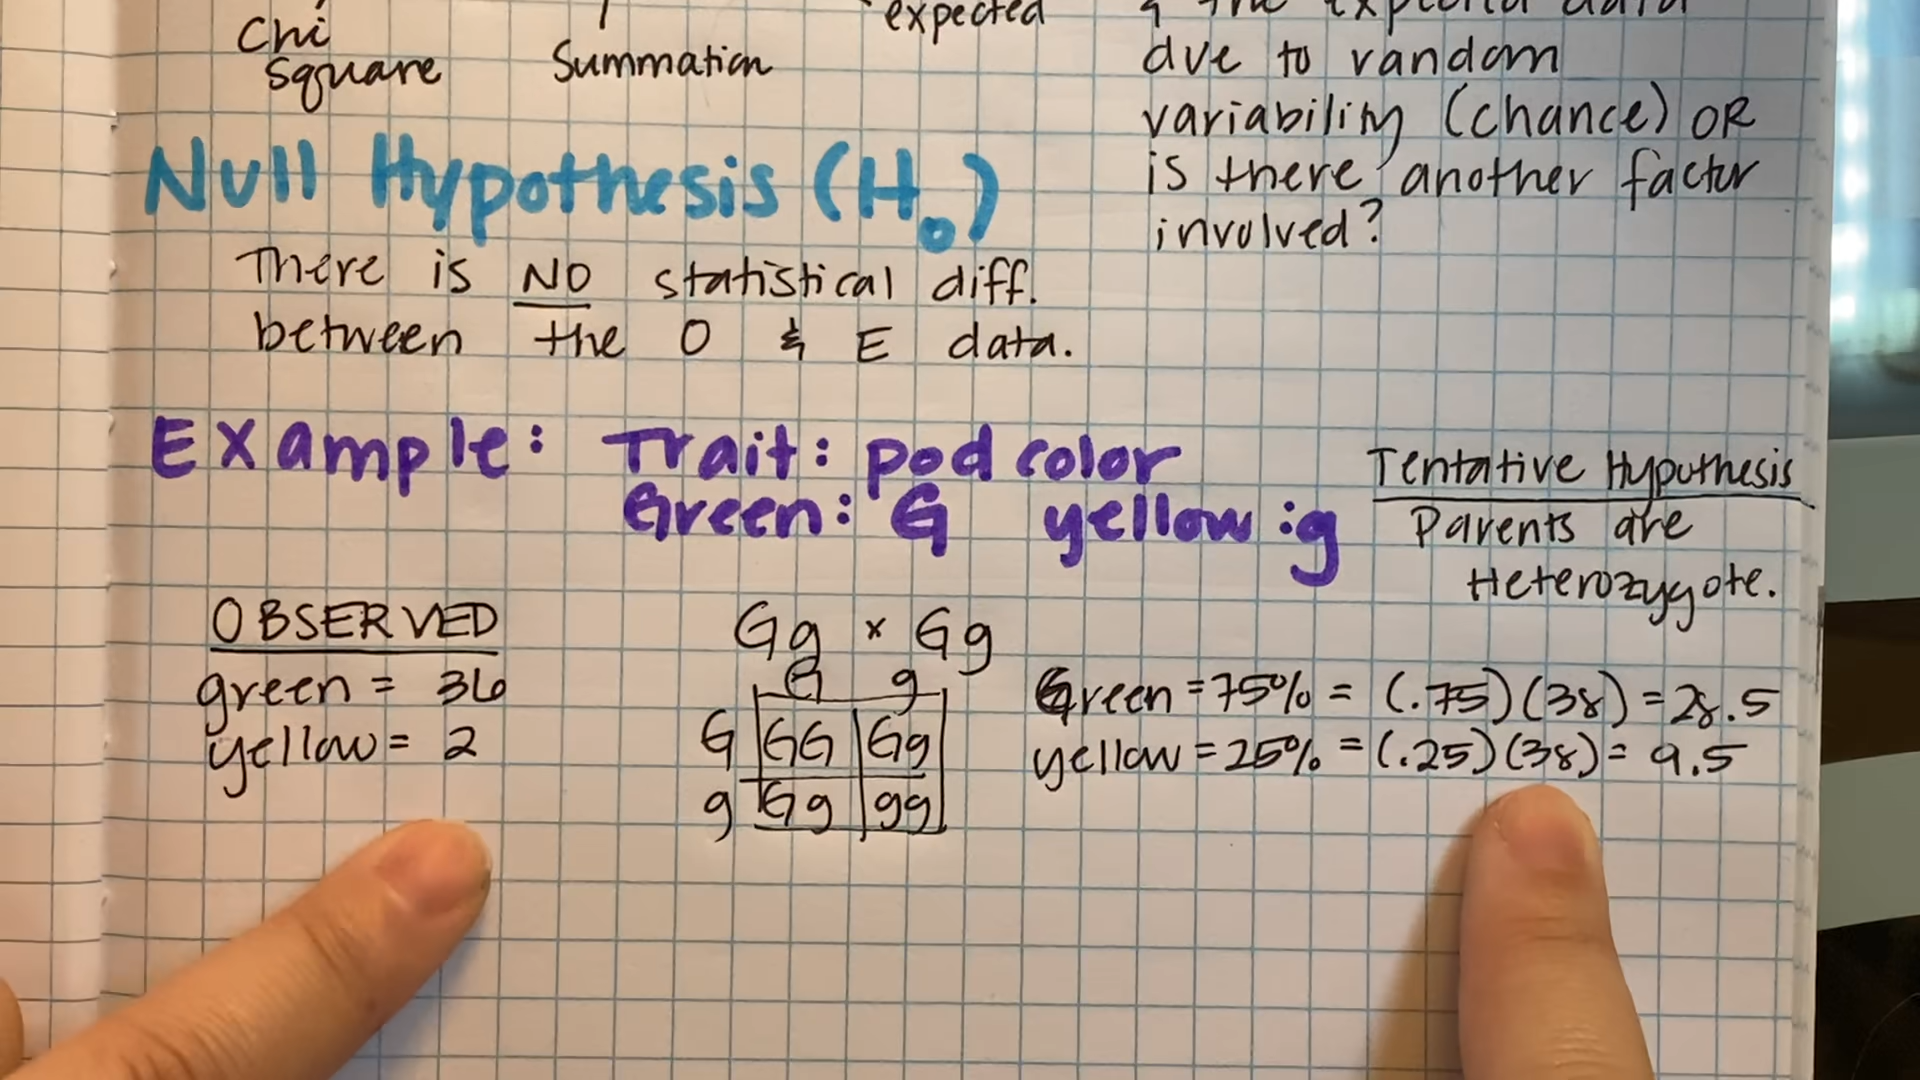 expected
Chi
Square
Summation
& the expected data
due to random
variability (chance) OR
is there another factor
involved?
Null Hypothesis (H₀)
There is NO statistical diff.
between the O & E data.
Example: Trait: pod color
Green: G yellow: g
Tentative Hypothesis
Parents are
Heterozygote.
OBSERVED
green = 36
yellow = 2
Gg x Gg
G g
G GG Gg
g Gg gg
Green = 75% = (.75)(38) = 28.5
yellow = 25% = (.25)(38) = 9.5